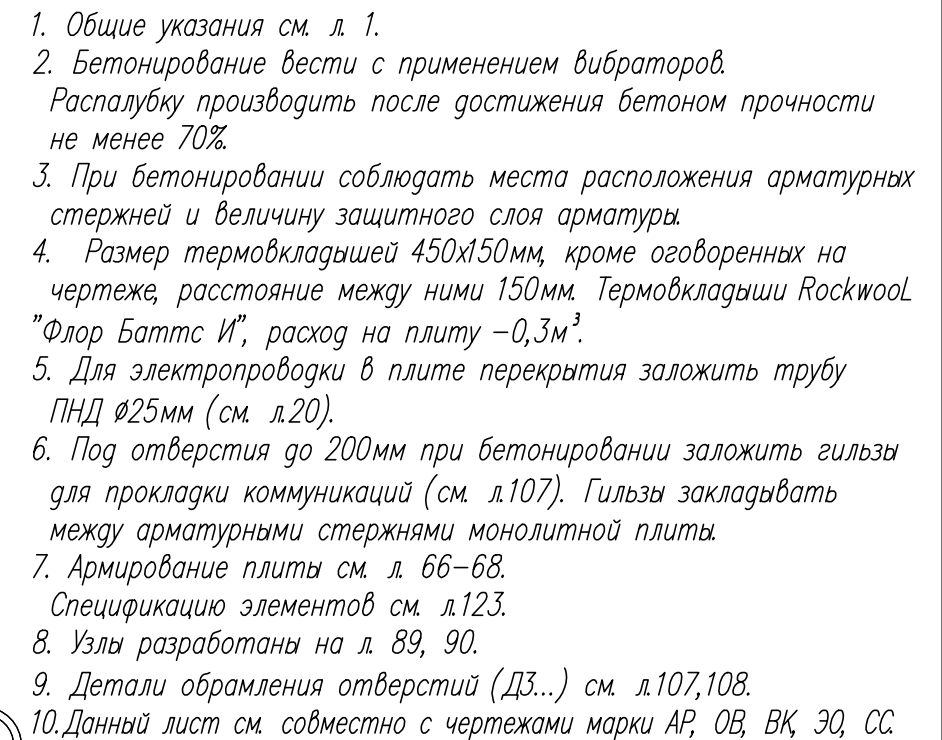 1. Общие указания см. л. 1.
2. Бетонирование вести с применением вибраторов.
Распалубку производить после достижения бетоном прочности
не менее 70%.
3. При бетонировании соблюдать места расположения арматурных
стержней и величину защитного слоя арматуры.
4. Размер термовкладышей 450х150мм, кроме оговоренных на
чертеже, расстояние между ними 150мм. Термовкладыши RockwooL
"Флор Баттс И", расход на плиту –0,3м³.
5. Для электропроводки в плите перекрытия заложить трубу
ПНД Ø25мм (см. л.20).
6. Под отверстия до 200мм при бетонировании заложить гильзы
для прокладки коммуникаций (см. л.107). Гильзы закладывать
между арматурными стержнями монолитной плиты.
7. Армирование плиты см. л. 66–68.
Спецификацию элементов см. л.123.
8. Узлы разработаны на л. 89, 90.
9. Детали обрамления отверстий (Д3...) см. л.107,108.
10.Данный лист см. совместно с чертежами марки АР, ОВ, ВК, ЭО, СС.